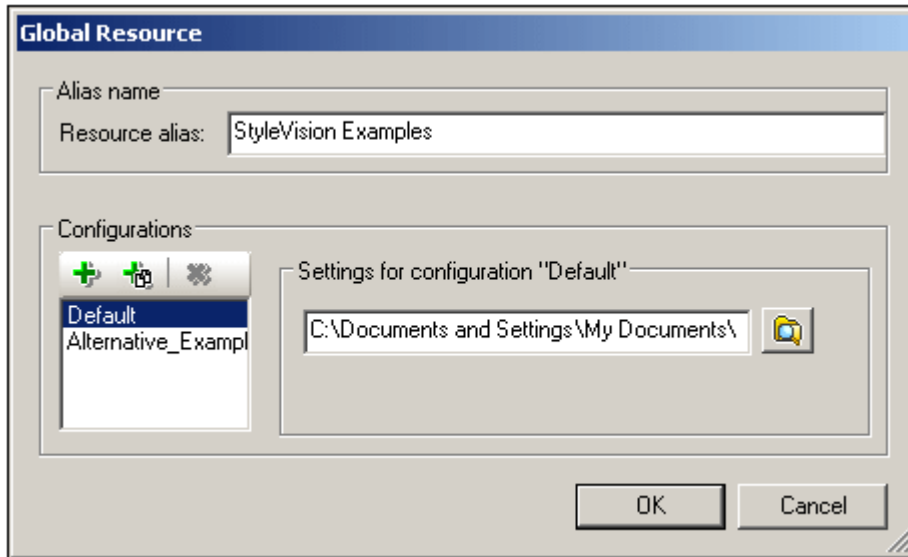 Global Resource
Alias name
Resource alias: StyleVision Examples
Configurations
Settings for configuration "Default"
Default
Alternative_Exampl
C:\Documents and Settings\My Documents\
OK Cancel